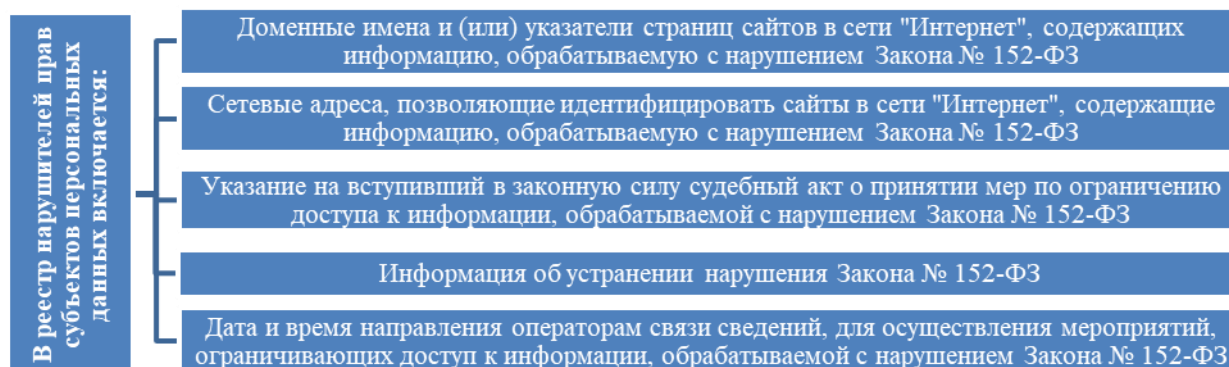 В реестр нарушителей прав
субъектов персональных
данных включается:
Доменные имена и (или) указатели страниц сайтов в сети "Интернет", содержащих
информацию, обрабатываемую с нарушением Закона № 152-ФЗ
Сетевые адреса, позволяющие идентифицировать сайты в сети "Интернет", содержащие
информацию, обрабатываемую с нарушением Закона № 152-ФЗ
Указание на вступивший в законную силу судебный акт о принятии мер по ограничению
доступа к информации, обрабатываемой с нарушением Закона № 152-ФЗ
Информация об устранении нарушения Закона № 152-ФЗ
Дата и время направления операторам связи сведений, для осуществления мероприятий,
ограничивающих доступ к информации, обрабатываемой с нарушением Закона № 152-ФЗ